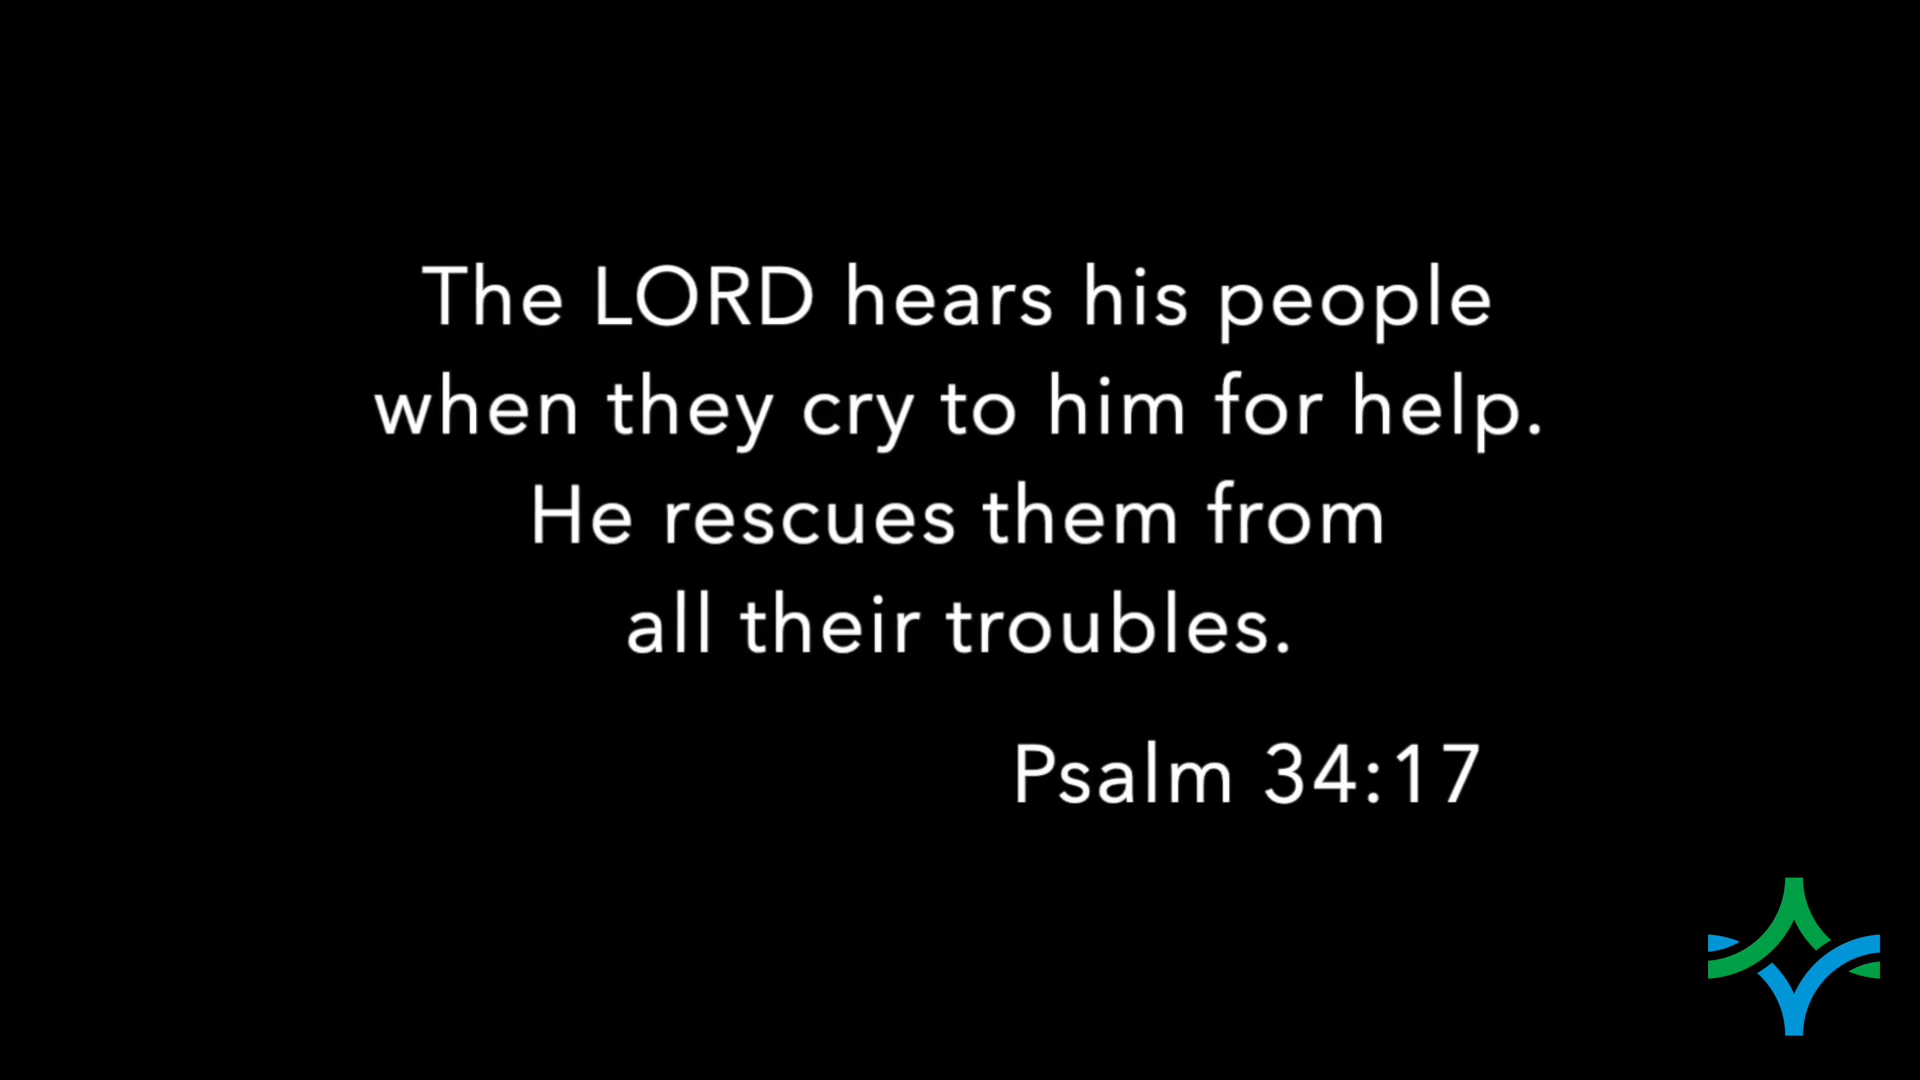 The LORD hears his people
when they cry to him for help.
He rescues them from
all their troubles.
Psalm 34:17